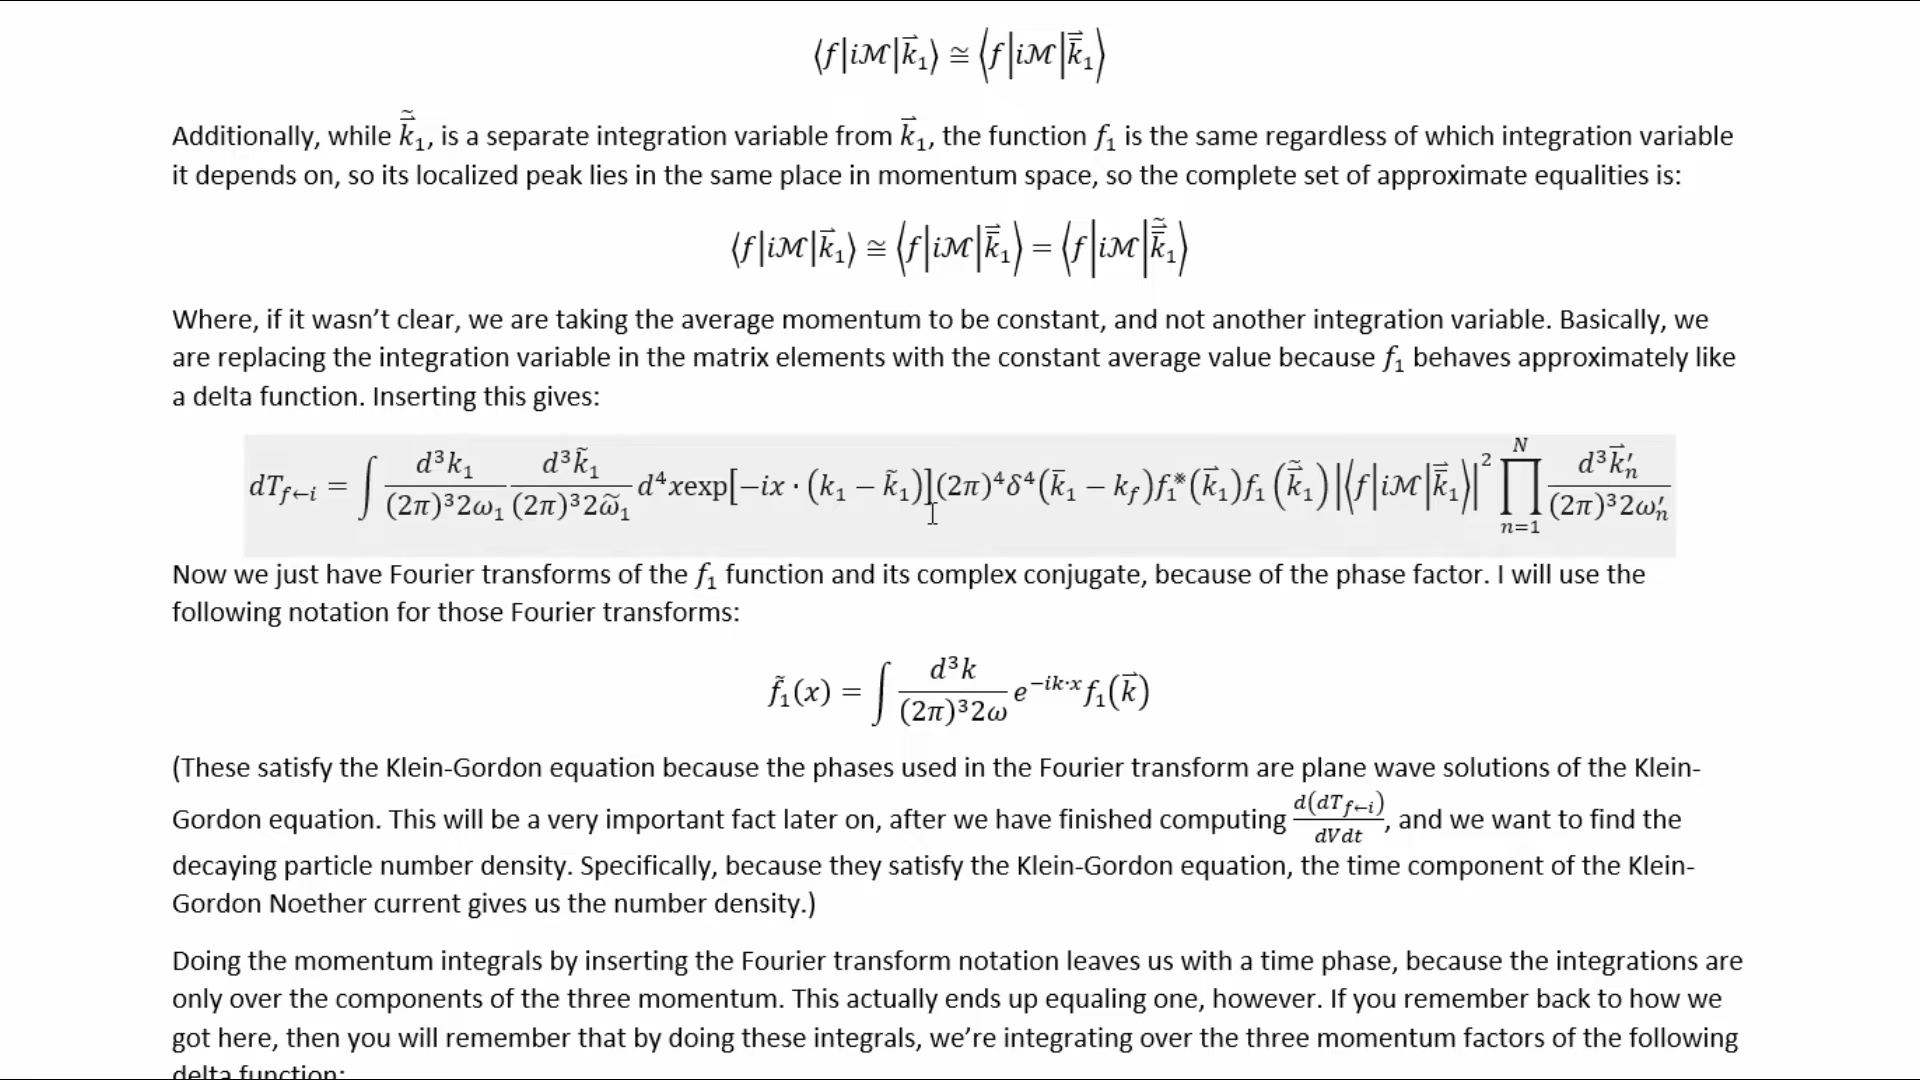 ⟨f|iℳ|k⃗₁⟩ ≅ ⟨f|iℳ|k̄⃗₁⟩
Additionally, while k̃⃗₁, is a separate integration variable from k⃗₁, the function f₁ is the same regardless of which integration variable
it depends on, so its localized peak lies in the same place in momentum space, so the complete set of approximate equalities is:
⟨f|iℳ|k⃗₁⟩ ≅ ⟨f|iℳ|k̄⃗₁⟩ = ⟨f|iℳ|k̄̃⃗₁⟩
Where, if it wasn't clear, we are taking the average momentum to be constant, and not another integration variable. Basically, we
are replacing the integration variable in the matrix elements with the constant average value because f₁ behaves approximately like
a delta function. Inserting this gives:
dT_{f←i} = ∫ d³k₁/((2π)³2ω₁) d³k̃₁/((2π)³2ω̃₁) d⁴x exp[−ix · (k₁ − k̃₁)](2π)⁴δ⁴(k̄₁ − k_f)f₁*(k⃗₁)f₁(k̃⃗₁)|⟨f|iℳ|k̄⃗₁⟩|² ∏_{n=1}^{N} d³k⃗′ₙ/((2π)³2ω′ₙ)
Now we just have Fourier transforms of the f₁ function and its complex conjugate, because of the phase factor. I will use the
following notation for those Fourier transforms:
f̃₁(x) = ∫ d³k/((2π)³2ω) e^{−ik·x} f₁(k⃗)
(These satisfy the Klein-Gordon equation because the phases used in the Fourier transform are plane wave solutions of the Klein-
Gordon equation. This will be a very important fact later on, after we have finished computing d(dT_{f←i})/dVdt, and we want to find the
decaying particle number density. Specifically, because they satisfy the Klein-Gordon equation, the time component of the Klein-
Gordon Noether current gives us the number density.)
Doing the momentum integrals by inserting the Fourier transform notation leaves us with a time phase, because the integrations are
only over the components of the three momentum. This actually ends up equaling one, however. If you remember back to how we
got here, then you will remember that by doing these integrals, we're integrating over the three momentum factors of the following
delta function: